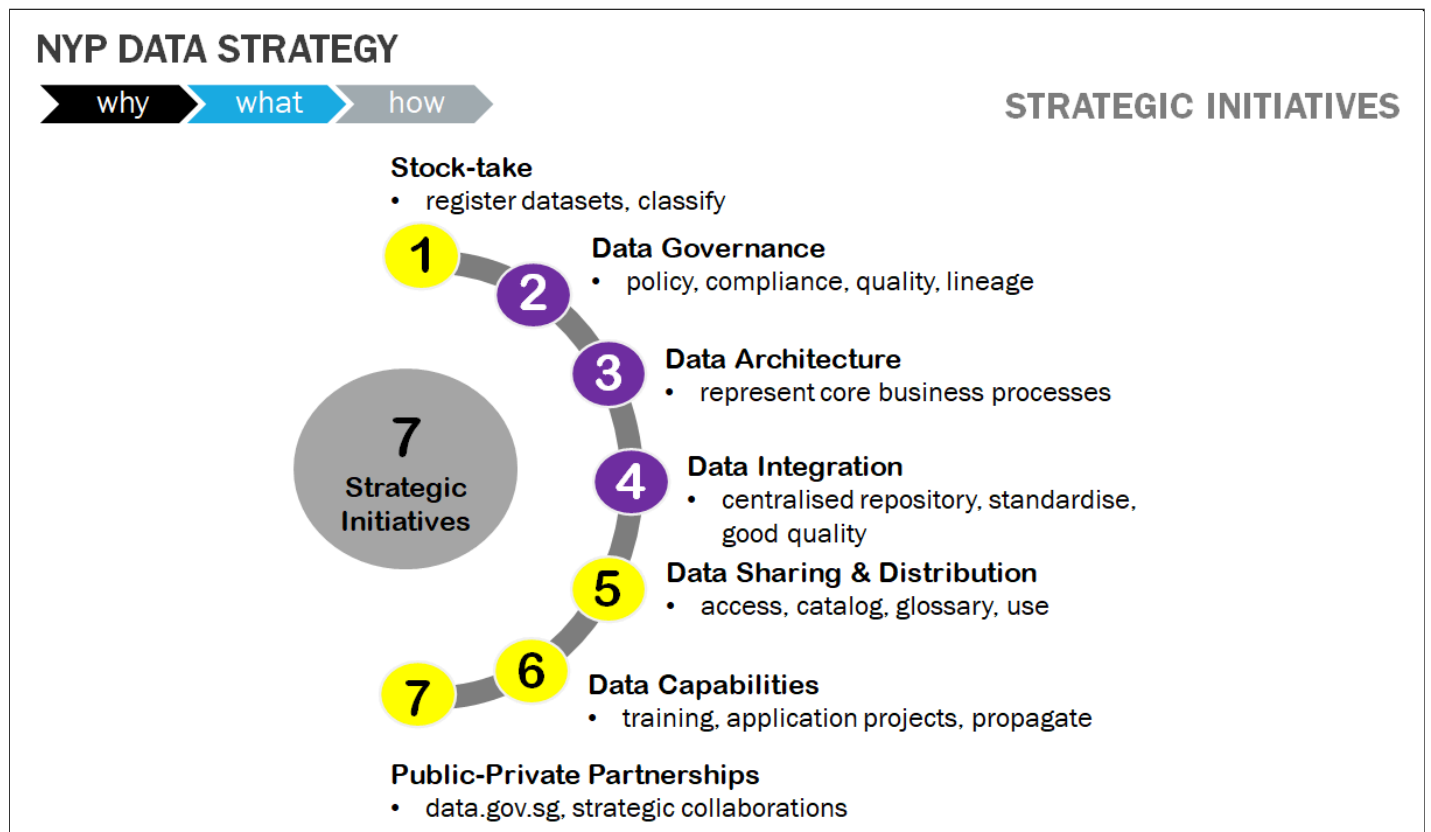 NYP DATA STRATEGY
why what how
STRATEGIC INITIATIVES
Stock-take
• register datasets, classify
1
Data Governance
2
• policy, compliance, quality, lineage
3
Data Architecture
• represent core business processes
7
Strategic
Initiatives
4
Data Integration
• centralised repository, standardise,
good quality
5
Data Sharing & Distribution
• access, catalog, glossary, use
6
Data Capabilities
• training, application projects, propagate
7
Public-Private Partnerships
• data.gov.sg, strategic collaborations